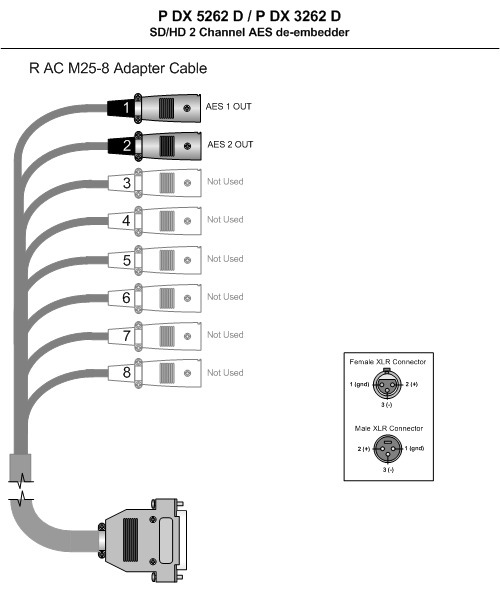 P DX 5262 D / P DX 3262 D
SD/HD 2 Channel AES de-embedder
R AC M25-8 Adapter Cable
1 AES 1 OUT
2 AES 2 OUT
3 Not Used
4 Not Used
5 Not Used
6 Not Used
7 Not Used
8 Not Used
Female XLR Connector
1 (gnd) 2 (+)
3 (-)
Male XLR Connector
2 (+) 1 (gnd)
3 (-)